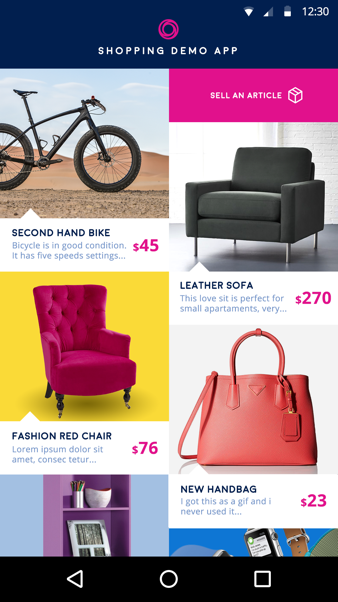 12:30
SHOPPING DEMO APP
SELL AN ARTICLE
SECOND HAND BIKE
Bicycle is in good condition.
It has five speeds settings...
$45
LEATHER SOFA
This love sit is perfect for
small apartaments, very...
$270
FASHION RED CHAIR
Lorem ipsum dolor sit
amet, consec tetur...
$76
NEW HANDBAG
I got this as a gif and i
never used it...
$23